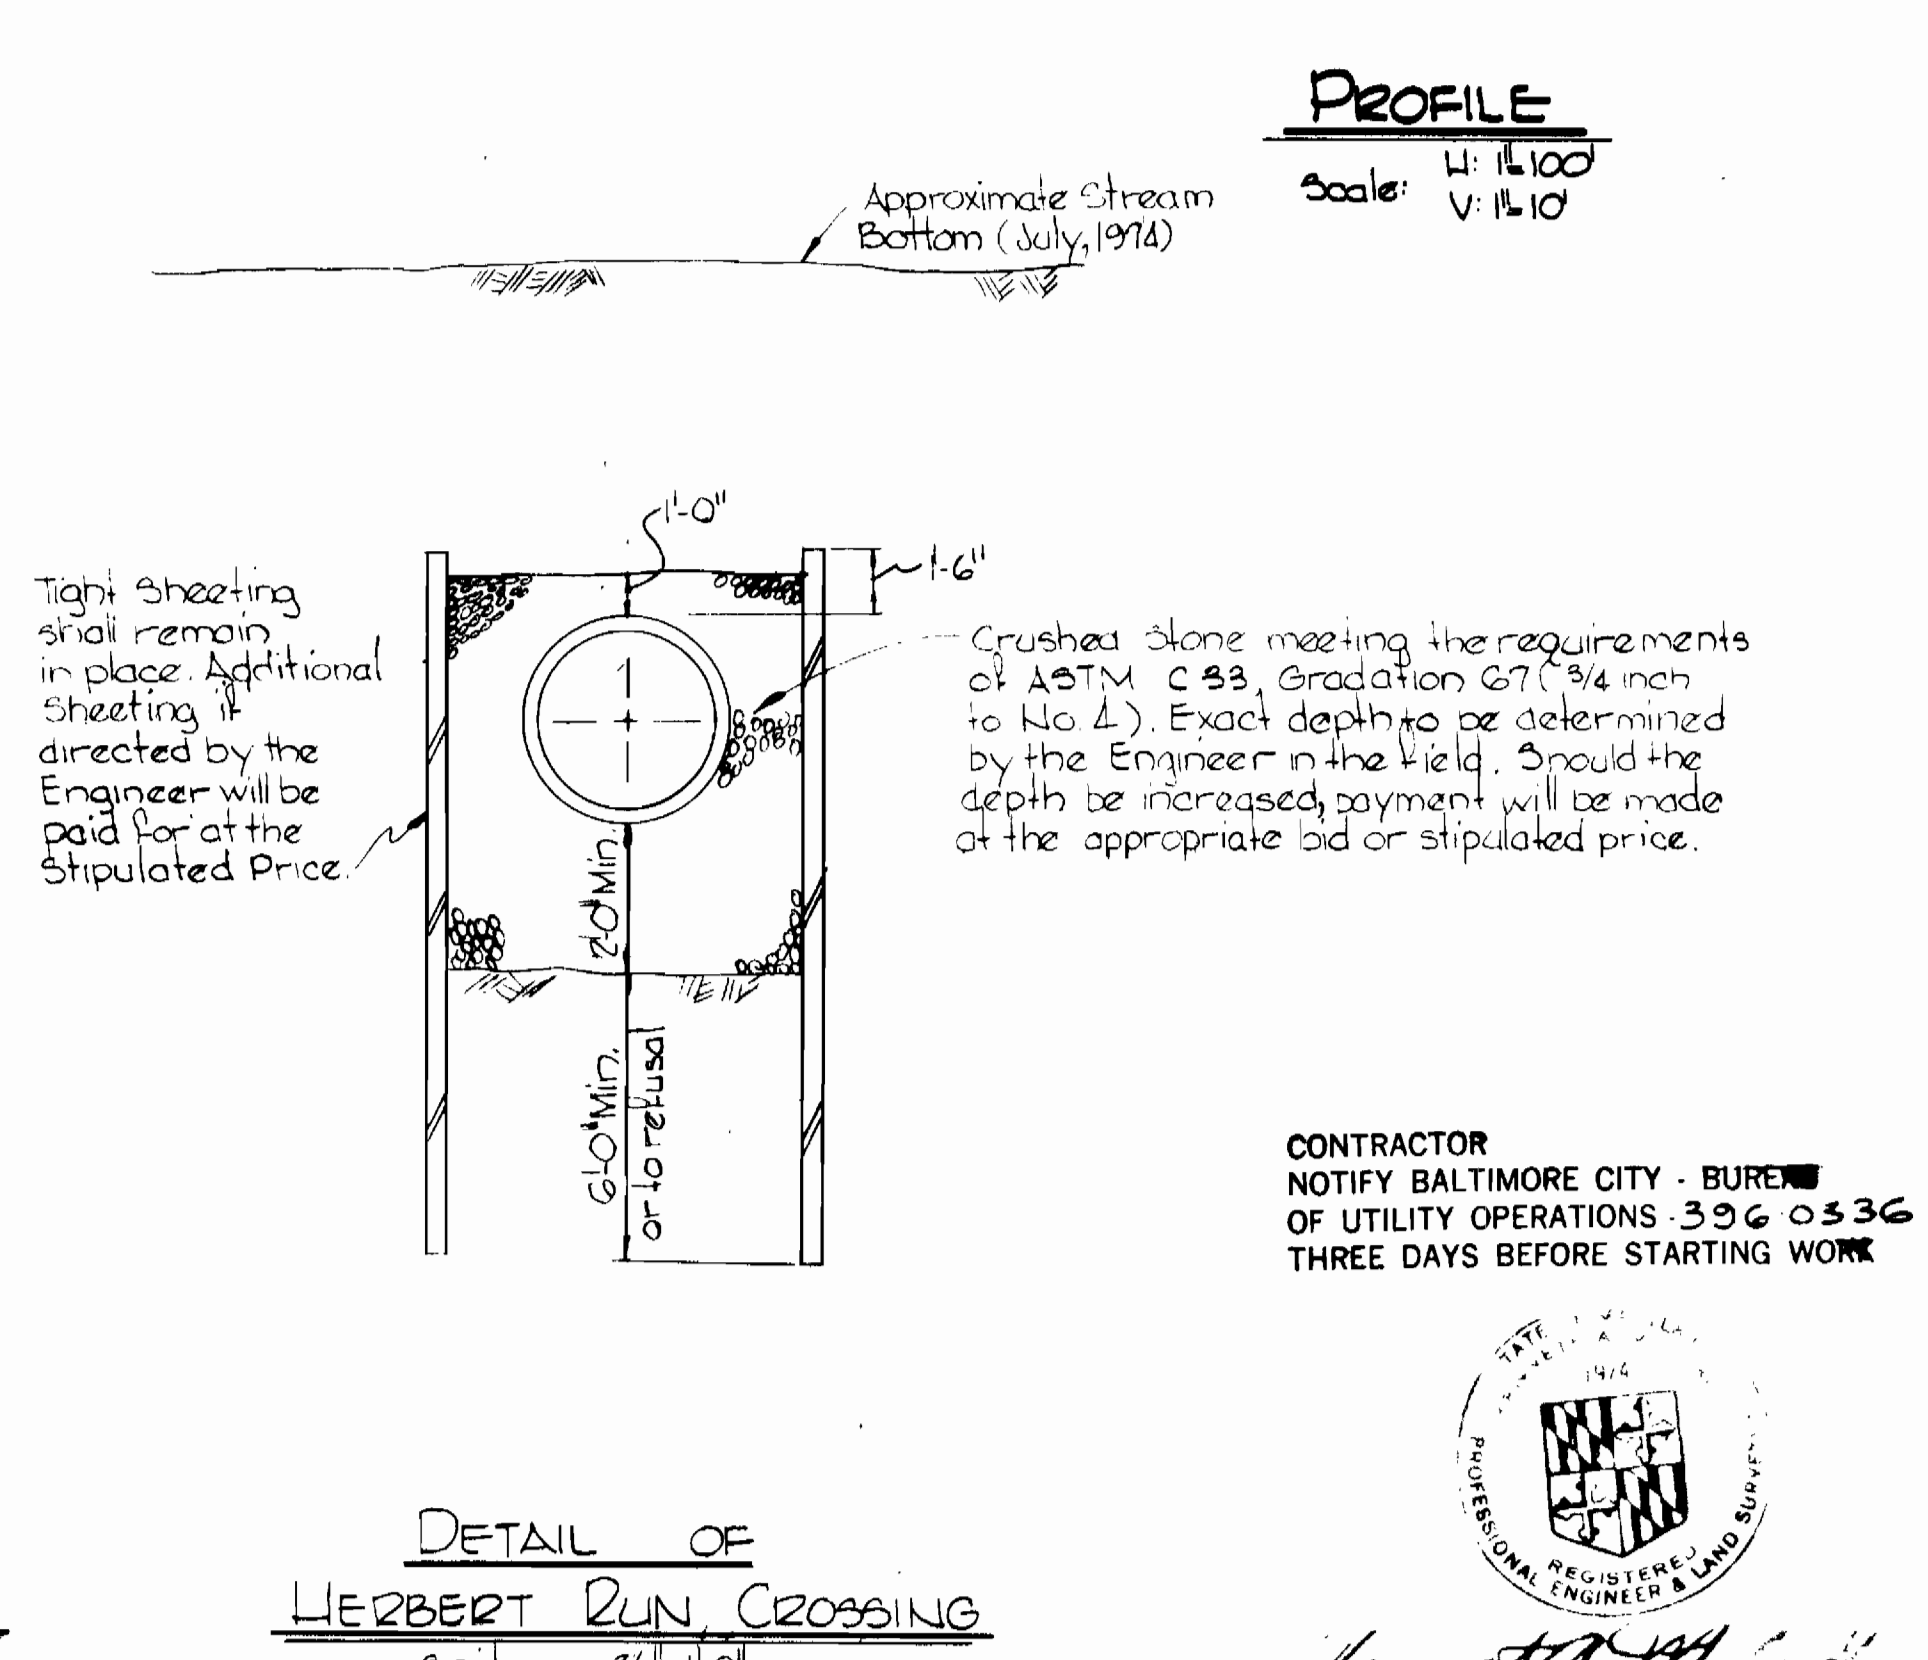 PROFILE
Scale:
H: 1"=100'
V: 1"=10'
Approximate Stream
Bottom (July, 1974)
1'-0"
1'-6"
Tight Sheeting
shall remain
in place. Additional
Sheeting if
directed by the
Engineer will be
paid for at the
Stipulated Price.
Crushed Stone meeting the requirements
of ASTM C 33, Gradation 67 (3/4 inch
to No. 4). Exact depth to be determined
by the Engineer in the field. Should the
depth be increased, payment will be made
at the appropriate bid or stipulated price.
2'-0" Min.
6'-0" Min.
or to refusal
CONTRACTOR
NOTIFY BALTIMORE CITY - BUREAU
OF UTILITY OPERATIONS - 396 0336
THREE DAYS BEFORE STARTING WORK
1974
REGISTERED
PROFESSIONAL ENGINEER & LAND
DETAIL OF
HERBERT RUN CROSSING